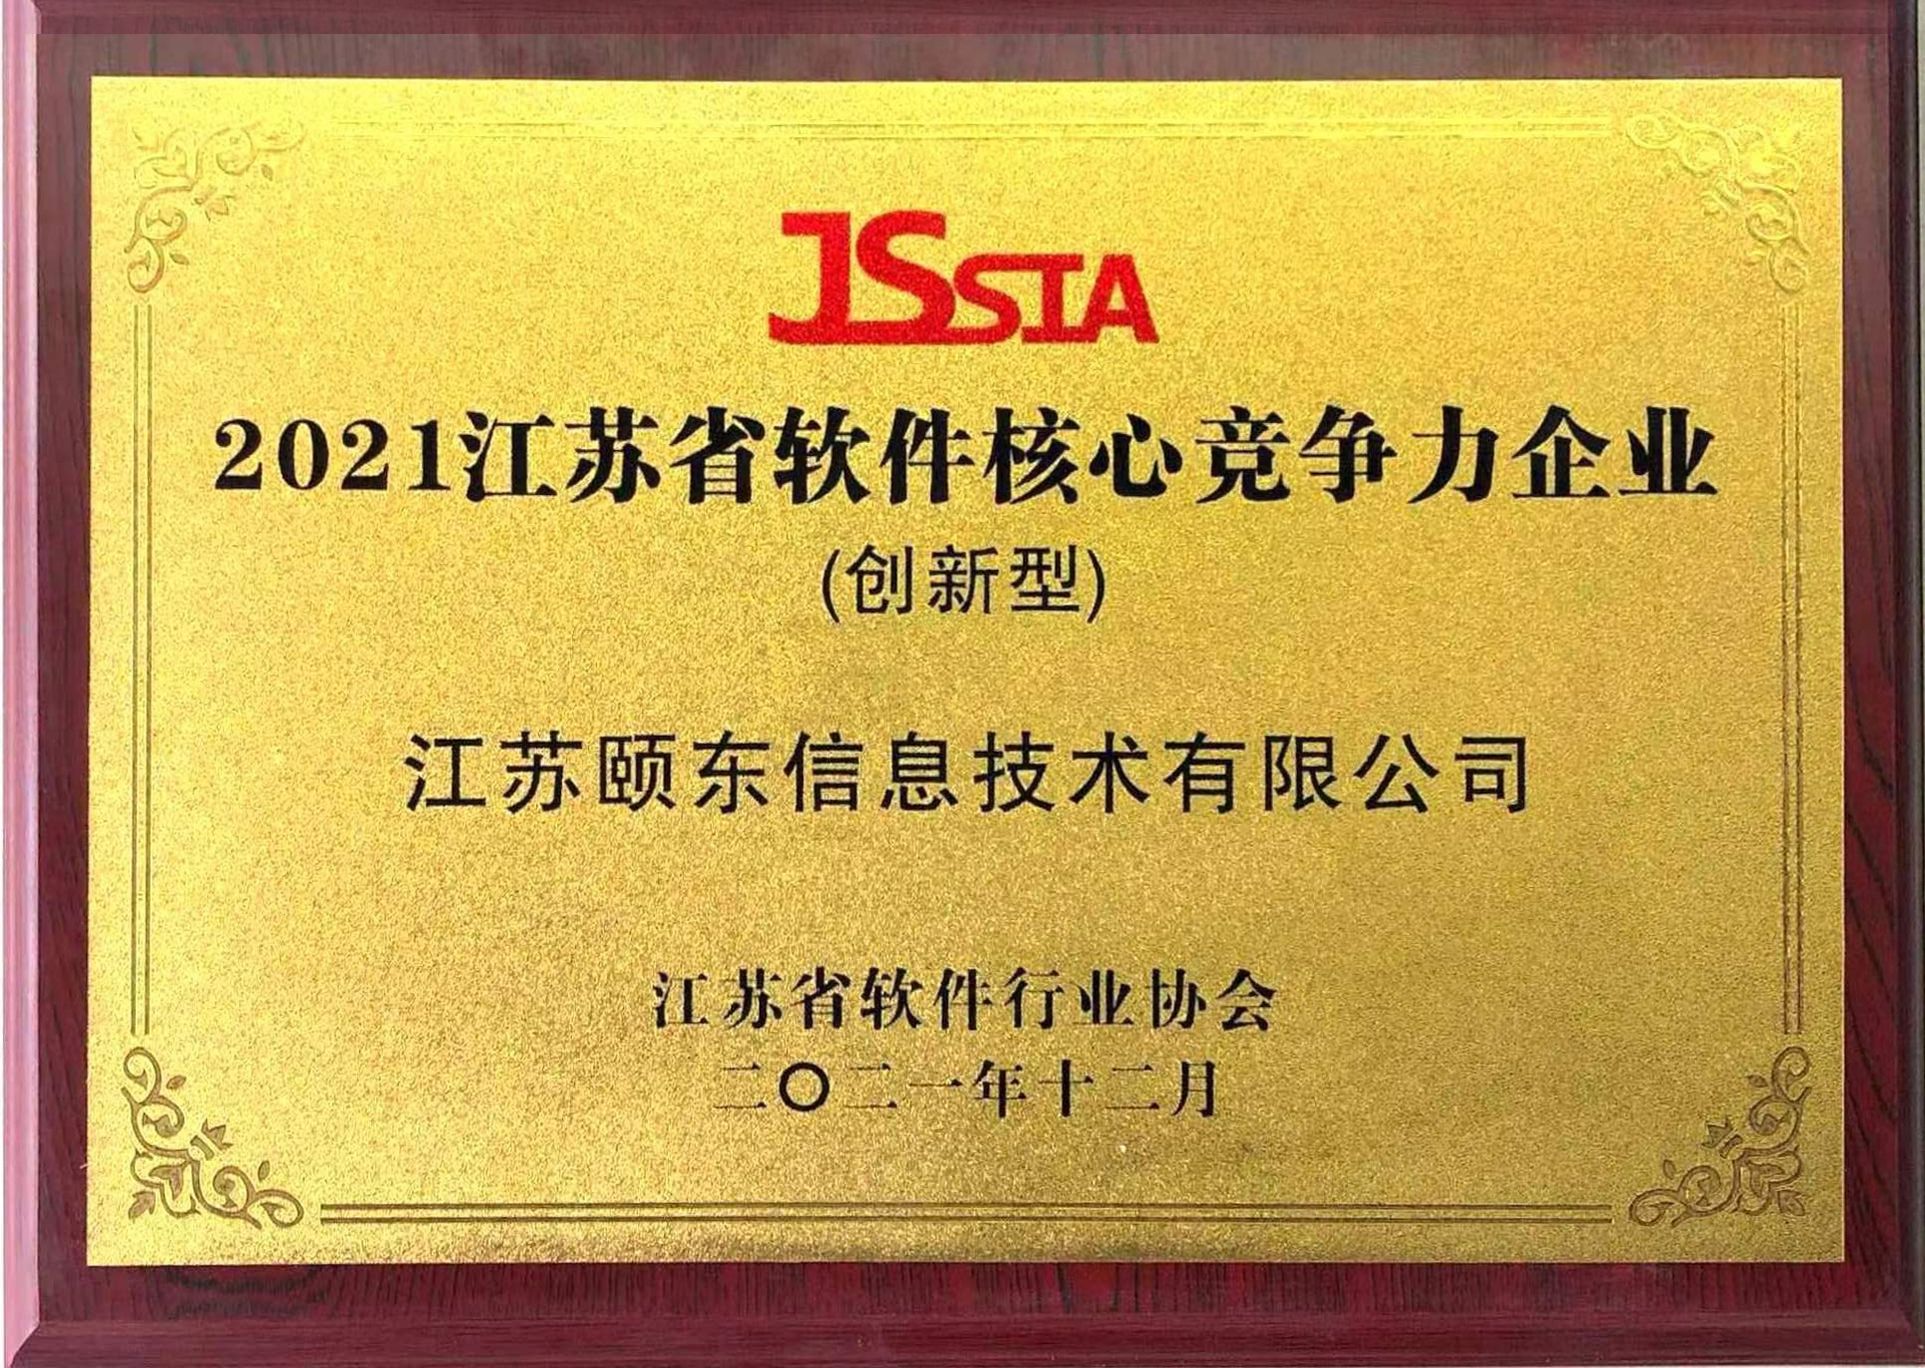 JSSIA
2021江苏省软件核心竞争力企业
(创新型)
江苏颐东信息技术有限公司
江苏省软件行业协会
二〇二一年十二月